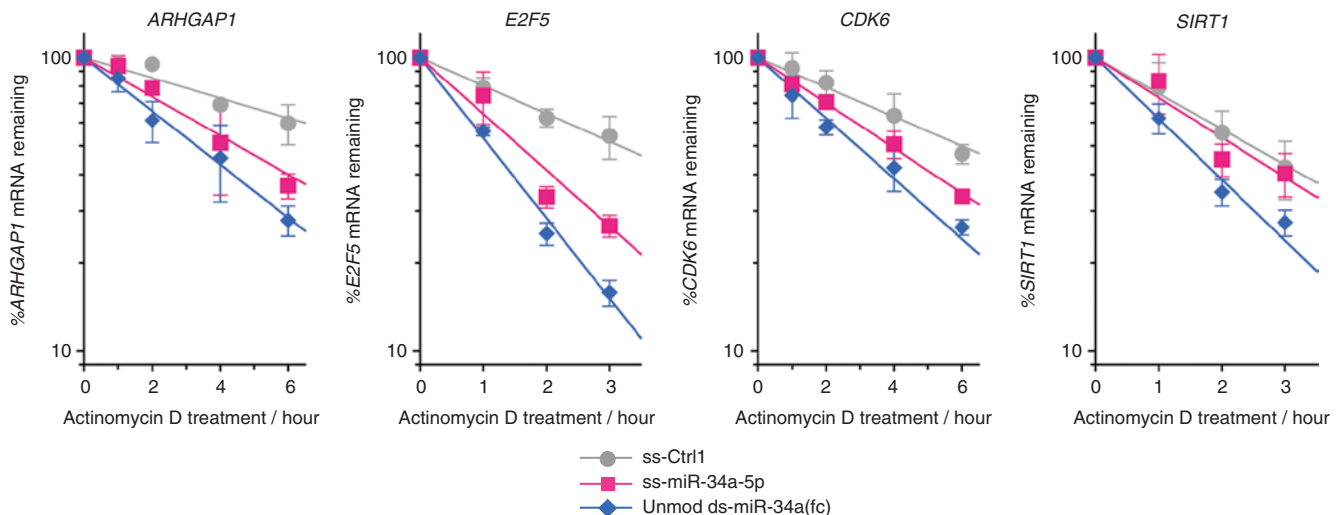 ARHGAP1
%ARHGAP1 mRNA remaining
100
10
0 2 4 6
Actinomycin D treatment / hour
E2F5
%E2F5 mRNA remaining
100
10
0 1 2 3
Actinomycin D treatment / hour
CDK6
%CDK6 mRNA remaining
100
10
0 2 4 6
Actinomycin D treatment / hour
SIRT1
%SIRT1 mRNA remaining
100
10
0 1 2 3
Actinomycin D treatment / hour
ss-Ctrl1
ss-miR-34a-5p
Unmod ds-miR-34a(fc)